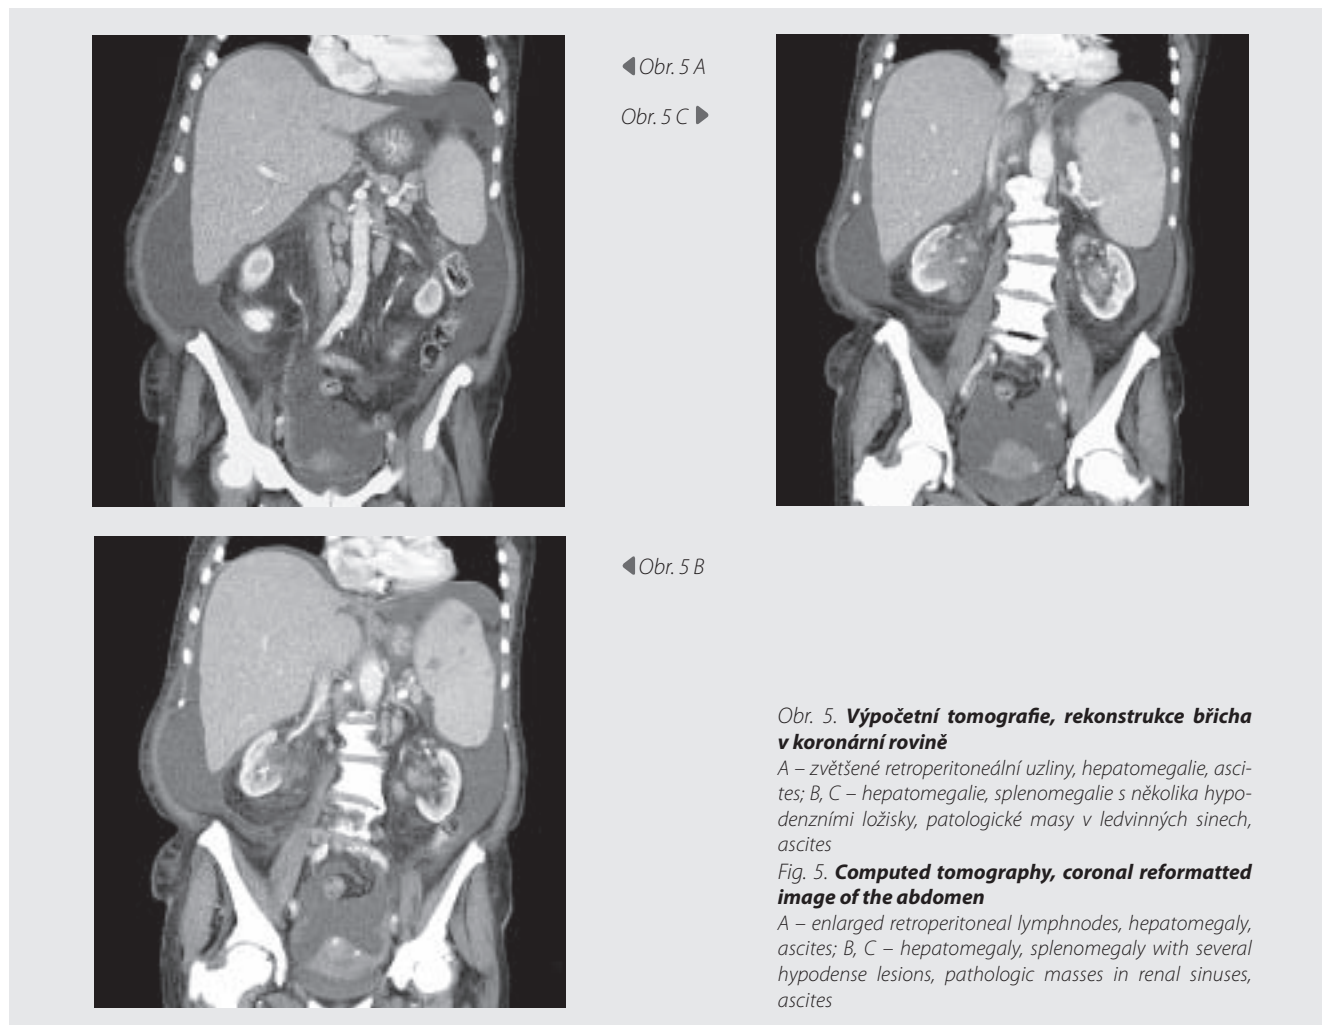 Obr. 5 A
Obr. 5 C
Obr. 5 B
Obr. 5. Výpočetní tomografie, rekonstrukce břicha
v koronární rovině
A – zvětšené retroperitoneální uzliny, hepatomegalie, asci-
tes; B, C – hepatomegalie, splenomegalie s několika hypo-
denzními ložisky, patologické masy v ledvinných sinech,
ascites
Fig. 5. Computed tomography, coronal reformatted
image of the abdomen
A – enlarged retroperitoneal lymphnodes, hepatomegaly,
ascites; B, C – hepatomegaly, splenomegaly with several
hypodense lesions, pathologic masses in renal sinuses,
ascites